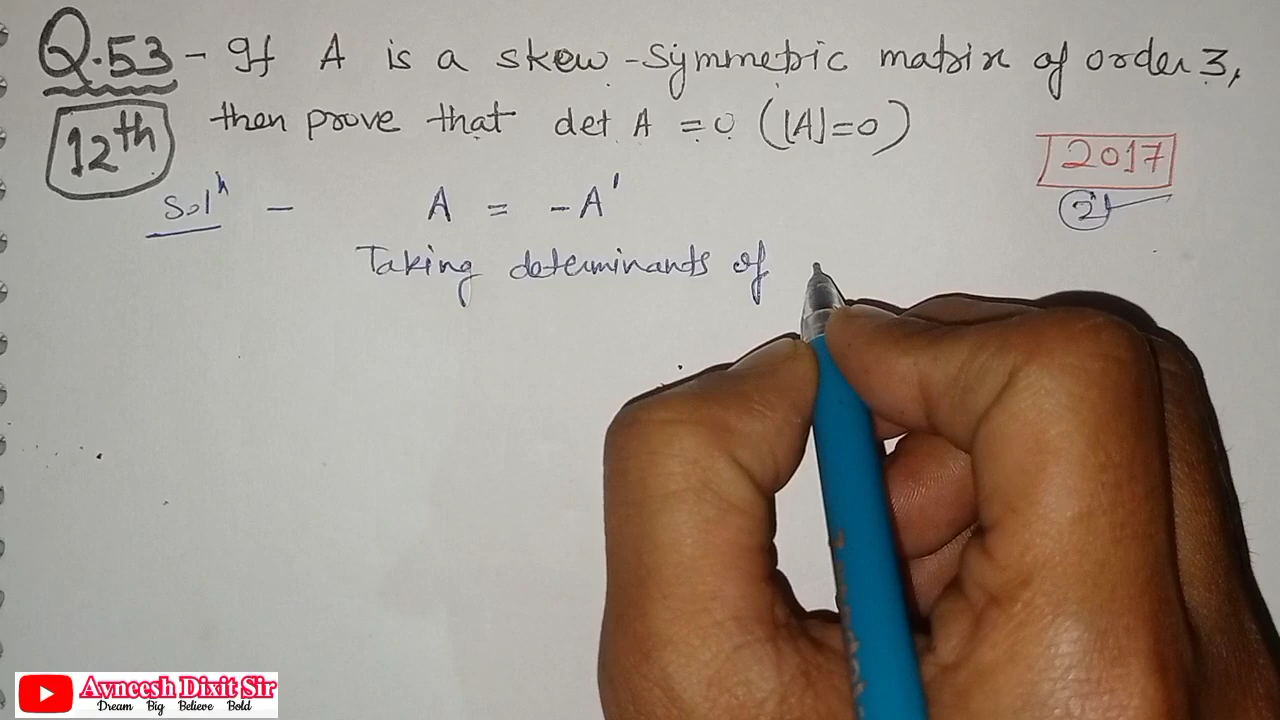 Q.53 - If A is a skew-symmetric matrix of order 3,
12th
then prove that det A = 0 (|A|=0)
2017
2
Solⁿ - A = -A'
Taking determinants of
Avneesh Dixit Sir
Dream Big Believe Bold